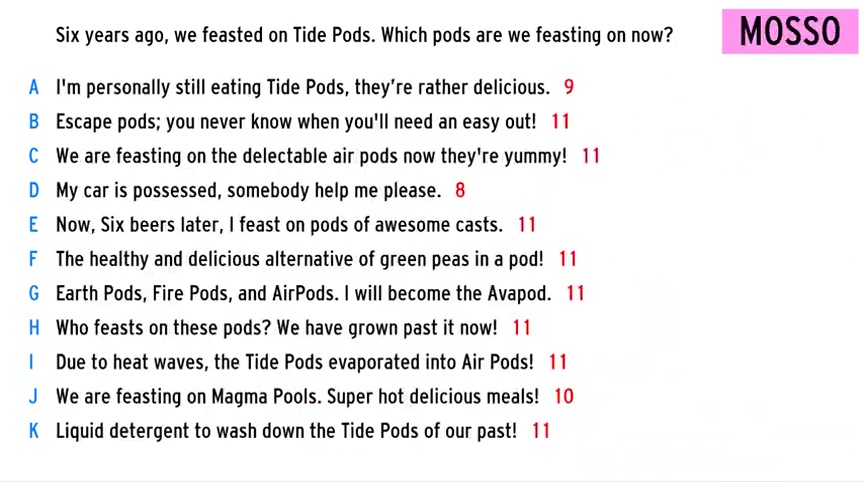 Six years ago, we feasted on Tide Pods. Which pods are we feasting on now?
MOSSO
A I'm personally still eating Tide Pods, they're rather delicious. 9
B Escape pods; you never know when you'll need an easy out! 11
C We are feasting on the delectable air pods now they're yummy! 11
D My car is possessed, somebody help me please. 8
E Now, Six beers later, I feast on pods of awesome casts. 11
F The healthy and delicious alternative of green peas in a pod! 11
G Earth Pods, Fire Pods, and AirPods. I will become the Avapod. 11
H Who feasts on these pods? We have grown past it now! 11
I Due to heat waves, the Tide Pods evaporated into Air Pods! 11
J We are feasting on Magma Pools. Super hot delicious meals! 10
K Liquid detergent to wash down the Tide Pods of our past! 11